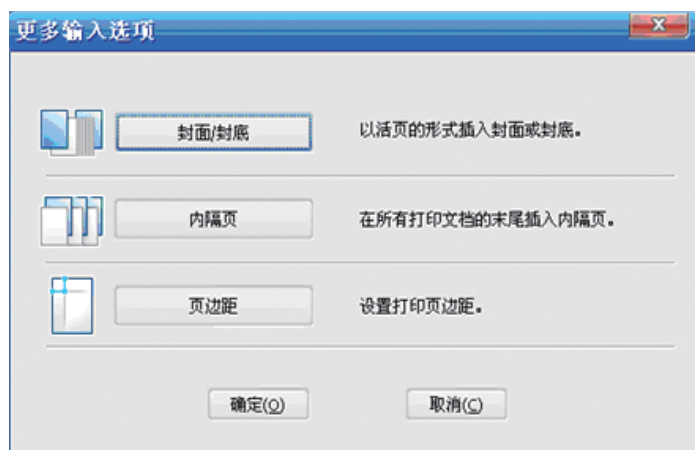 更多输入选项
封面/封底
以活页的形式插入封面或封底。
内隔页
在所有打印文档的末尾插入内隔页。
页边距
设置打印页边距。
确定(O)
取消(C)